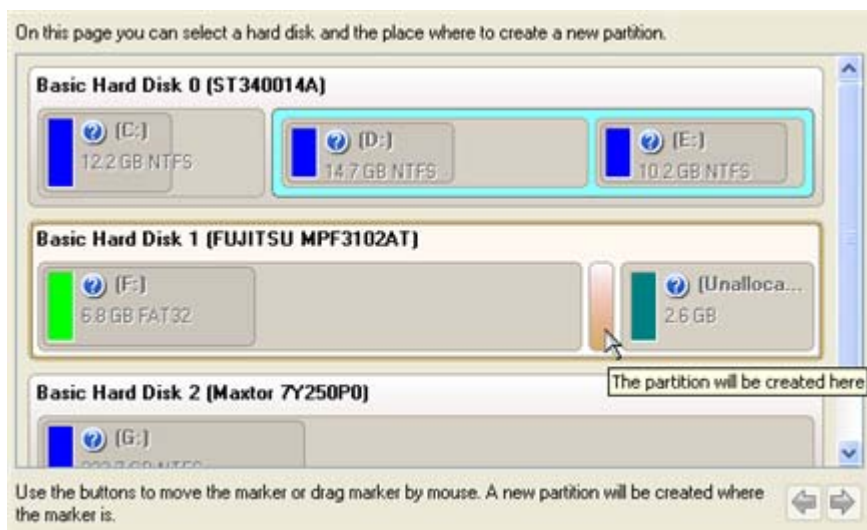 On this page you can select a hard disk and the place where to create a new partition.
Basic Hard Disk 0 (ST340014A)
(C:)
12.2 GB NTFS
(D:)
14.7 GB NTFS
(E:)
10.2 GB NTFS
Basic Hard Disk 1 (FUJITSU MPF3102AT)
(F:)
6.8 GB FAT32
(Unalloca...
2.6 GB
The partition will be created here
Basic Hard Disk 2 (Maxtor 7Y250P0)
(G:)
GB NTFS
Use the buttons to move the marker or drag marker by mouse. A new partition will be created where
the marker is.